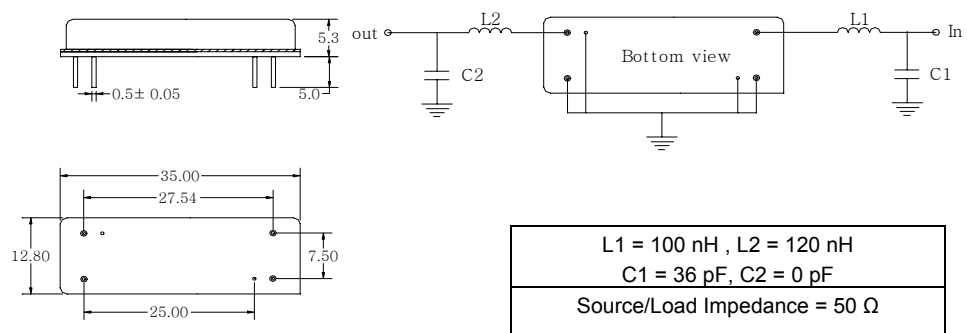 5.3
0.5± 0.05
5.0
out
L2
C2
Bottom view
L1
In
C1
35.00
27.54
12.80
7.50
25.00
L1 = 100 nH , L2 = 120 nH
C1 = 36 pF, C2 = 0 pF
Source/Load Impedance = 50 Ω